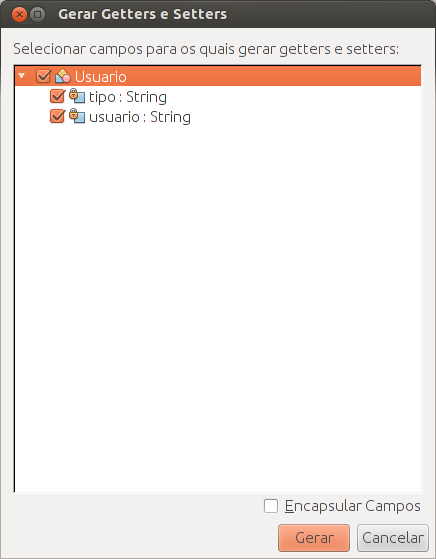 Gerar Getters e Setters
Selecionar campos para os quais gerar getters e setters:
Usuario
tipo : String
usuario : String
Encapsular Campos
Gerar
Cancelar